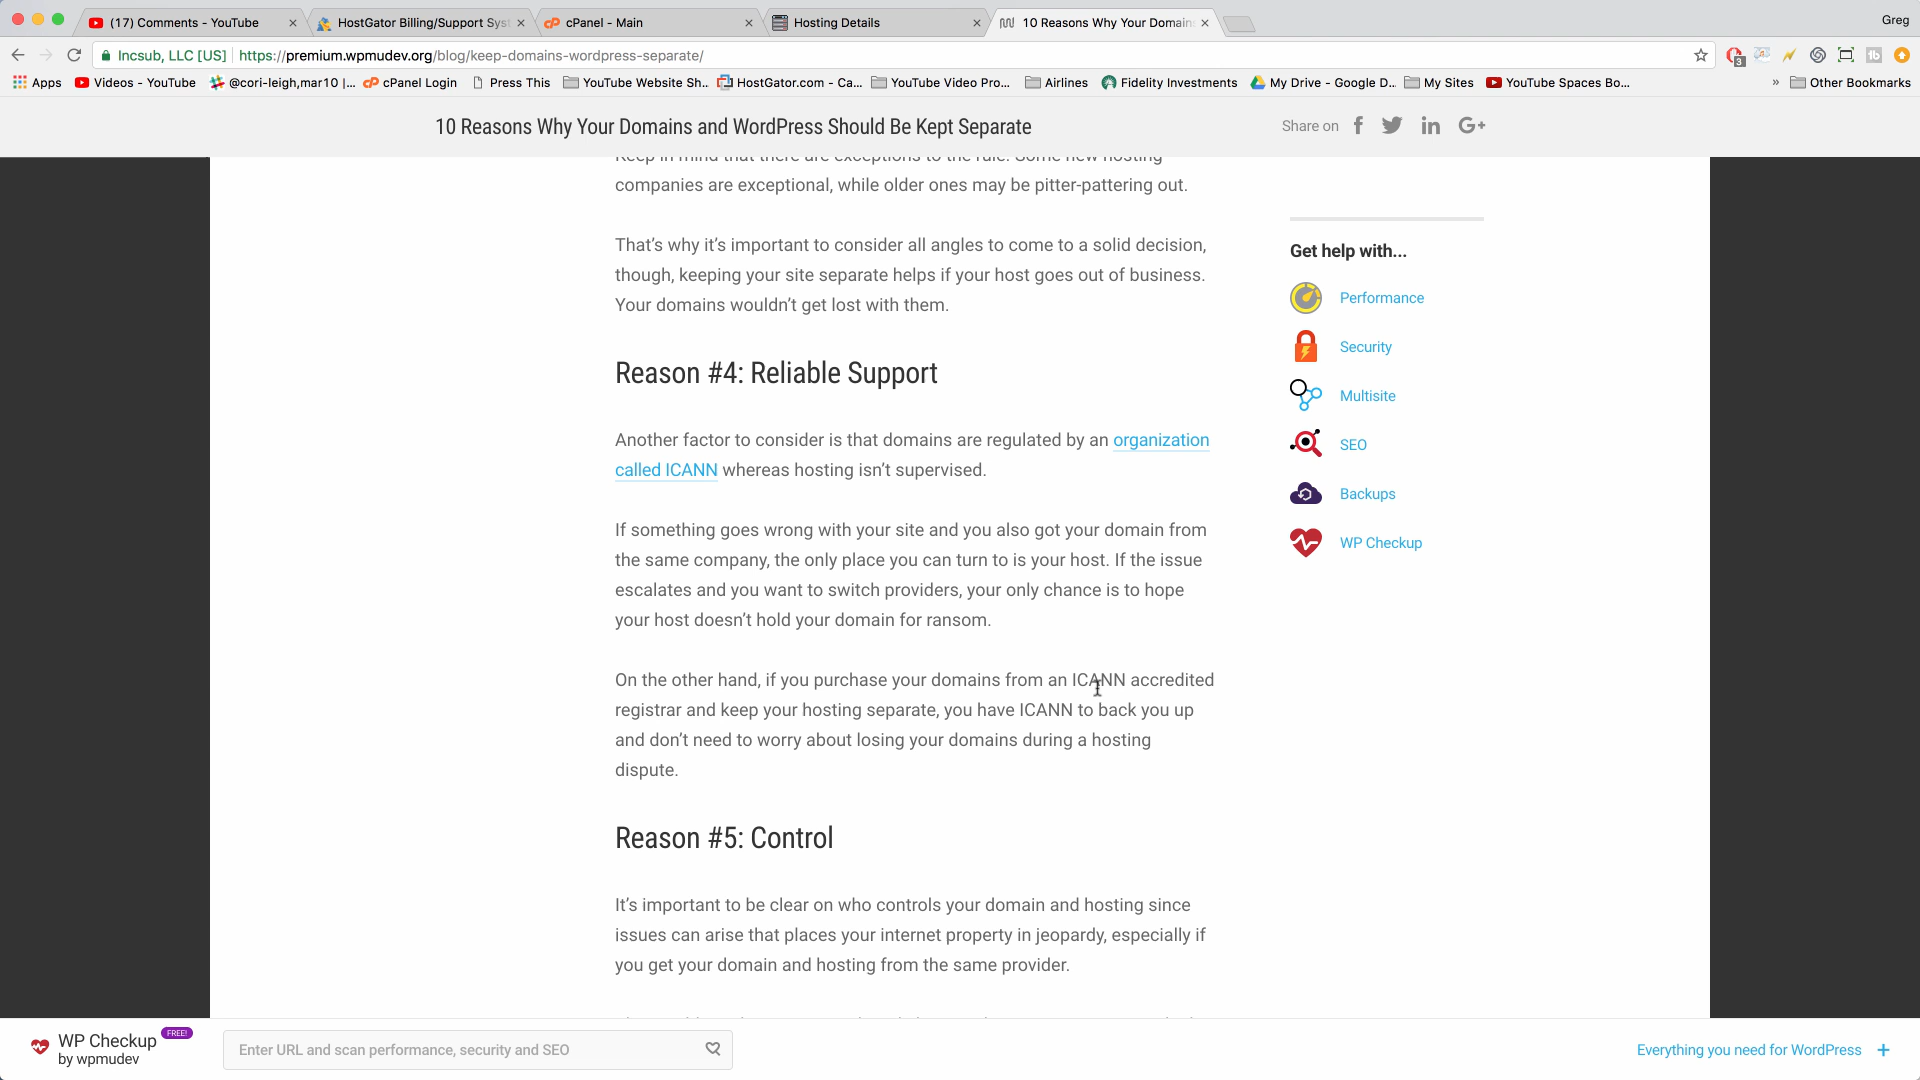 (17) Comments - YouTube
HostGator Billing/Support Syst
cPanel - Main
Hosting Details
10 Reasons Why Your Domain
Greg
Incsub, LLC [US]
https://premium.wpmudev.org/blog/keep-domains-wordpress-separate/
3
Apps
Videos - YouTube
@cori-leigh,mar10 |...
cPanel Login
Press This
YouTube Website Sh...
HostGator.com - Ca...
YouTube Video Pro...
Airlines
Fidelity Investments
My Drive - Google D...
My Sites
YouTube Spaces Bo...
»
Other Bookmarks
10 Reasons Why Your Domains and WordPress Should Be Kept Separate
Share on
Keep in mind that there are exceptions to the rule. Some new hosting
companies are exceptional, while older ones may be pitter-pattering out.
That’s why it’s important to consider all angles to come to a solid decision,
though, keeping your site separate helps if your host goes out of business.
Your domains wouldn’t get lost with them.
Reason #4: Reliable Support
Another factor to consider is that domains are regulated by an organization
called ICANN whereas hosting isn’t supervised.
If something goes wrong with your site and you also got your domain from
the same company, the only place you can turn to is your host. If the issue
escalates and you want to switch providers, your only chance is to hope
your host doesn’t hold your domain for ransom.
On the other hand, if you purchase your domains from an ICANN accredited
registrar and keep your hosting separate, you have ICANN to back you up
and don’t need to worry about losing your domains during a hosting
dispute.
Reason #5: Control
It’s important to be clear on who controls your domain and hosting since
issues can arise that places your internet property in jeopardy, especially if
you get your domain and hosting from the same provider.
Get help with...
Performance
Security
Multisite
SEO
Backups
WP Checkup
WP Checkup
FREE!
by wpmudev
Enter URL and scan performance, security and SEO
Everything you need for WordPress +